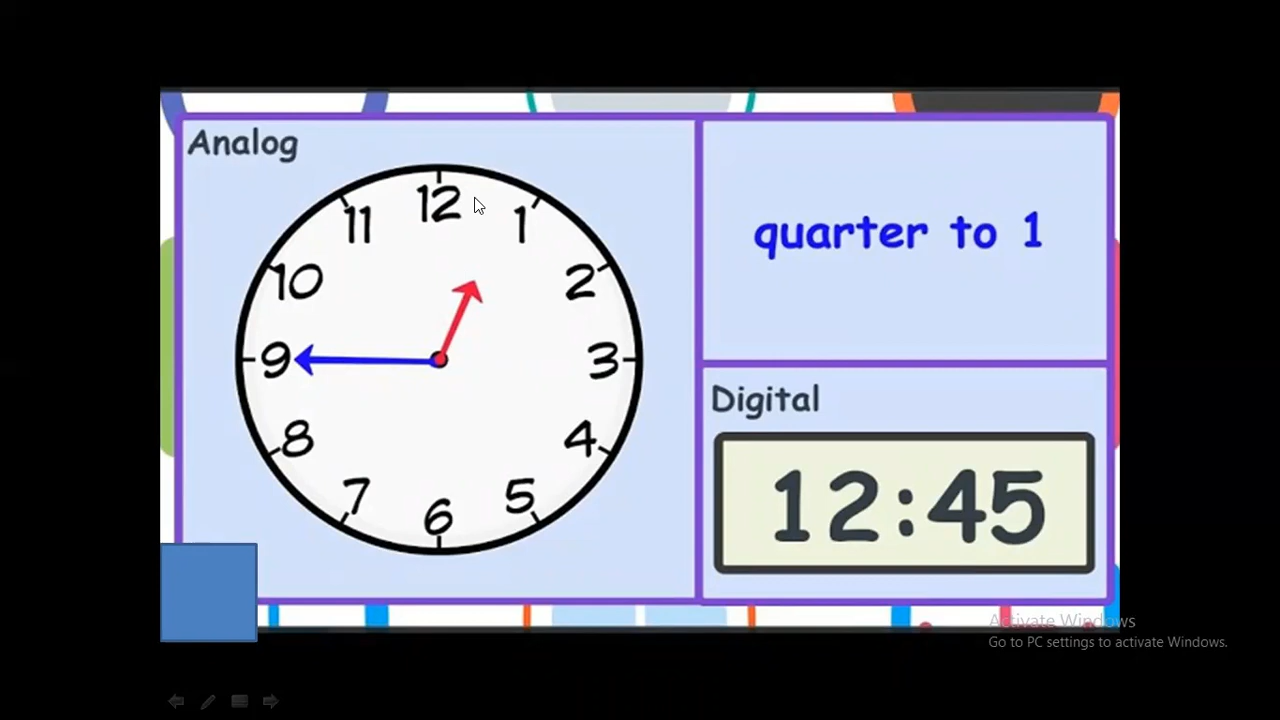 Analog
12
11
1
10
2
9
3
8
4
7
5
6
quarter to 1
Digital
12:45
Activate Windows
Go to PC settings to activate Windows.